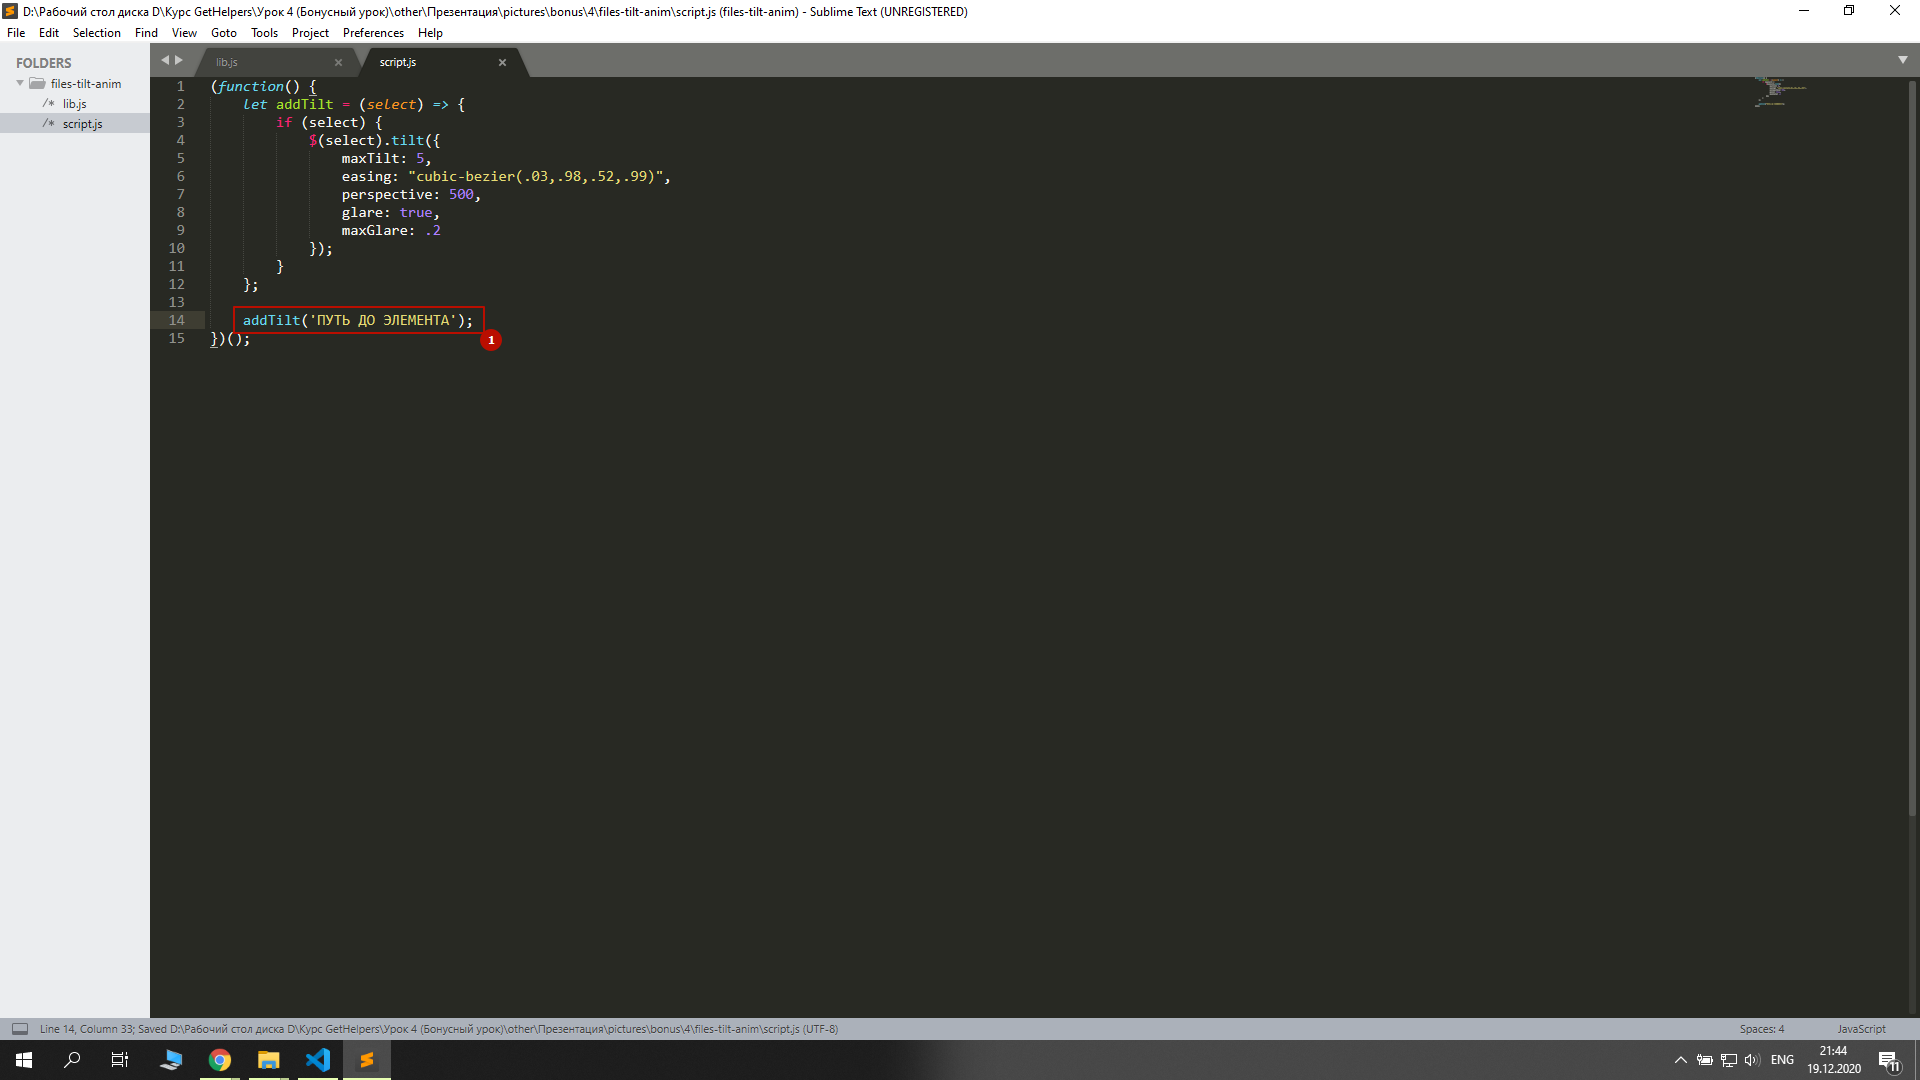 D:\Рабочий стол диска D\Курс GetHelpers\Урок 4 (Бонусный урок)\other\Презентация\pictures\bonus\4\files-tilt-anim\script.js (files-tilt-anim) - Sublime Text (UNREGISTERED)
File Edit Selection Find View Goto Tools Project Preferences Help
FOLDERS
files-tilt-anim
/* lib.js
/* script.js
lib.js × script.js ×
1 (function() {
2 let addTilt = (select) => {
3 if (select) {
4 $(select).tilt({
5 maxTilt: 5,
6 easing: "cubic-bezier(.03,.98,.52,.99)",
7 perspective: 500,
8 glare: true,
9 maxGlare: .2
10 });
11 }
12 };
13
14 addTilt('ПУТЬ ДО ЭЛЕМЕНТА');
15 })();
1
Line 14, Column 33; Saved D:\Рабочий стол диска D\Курс GetHelpers\Урок 4 (Бонусный урок)\other\Презентация\pictures\bonus\4\files-tilt-anim\script.js (UTF-8)
Spaces: 4 JavaScript
ENG
21:44
19.12.2020
11